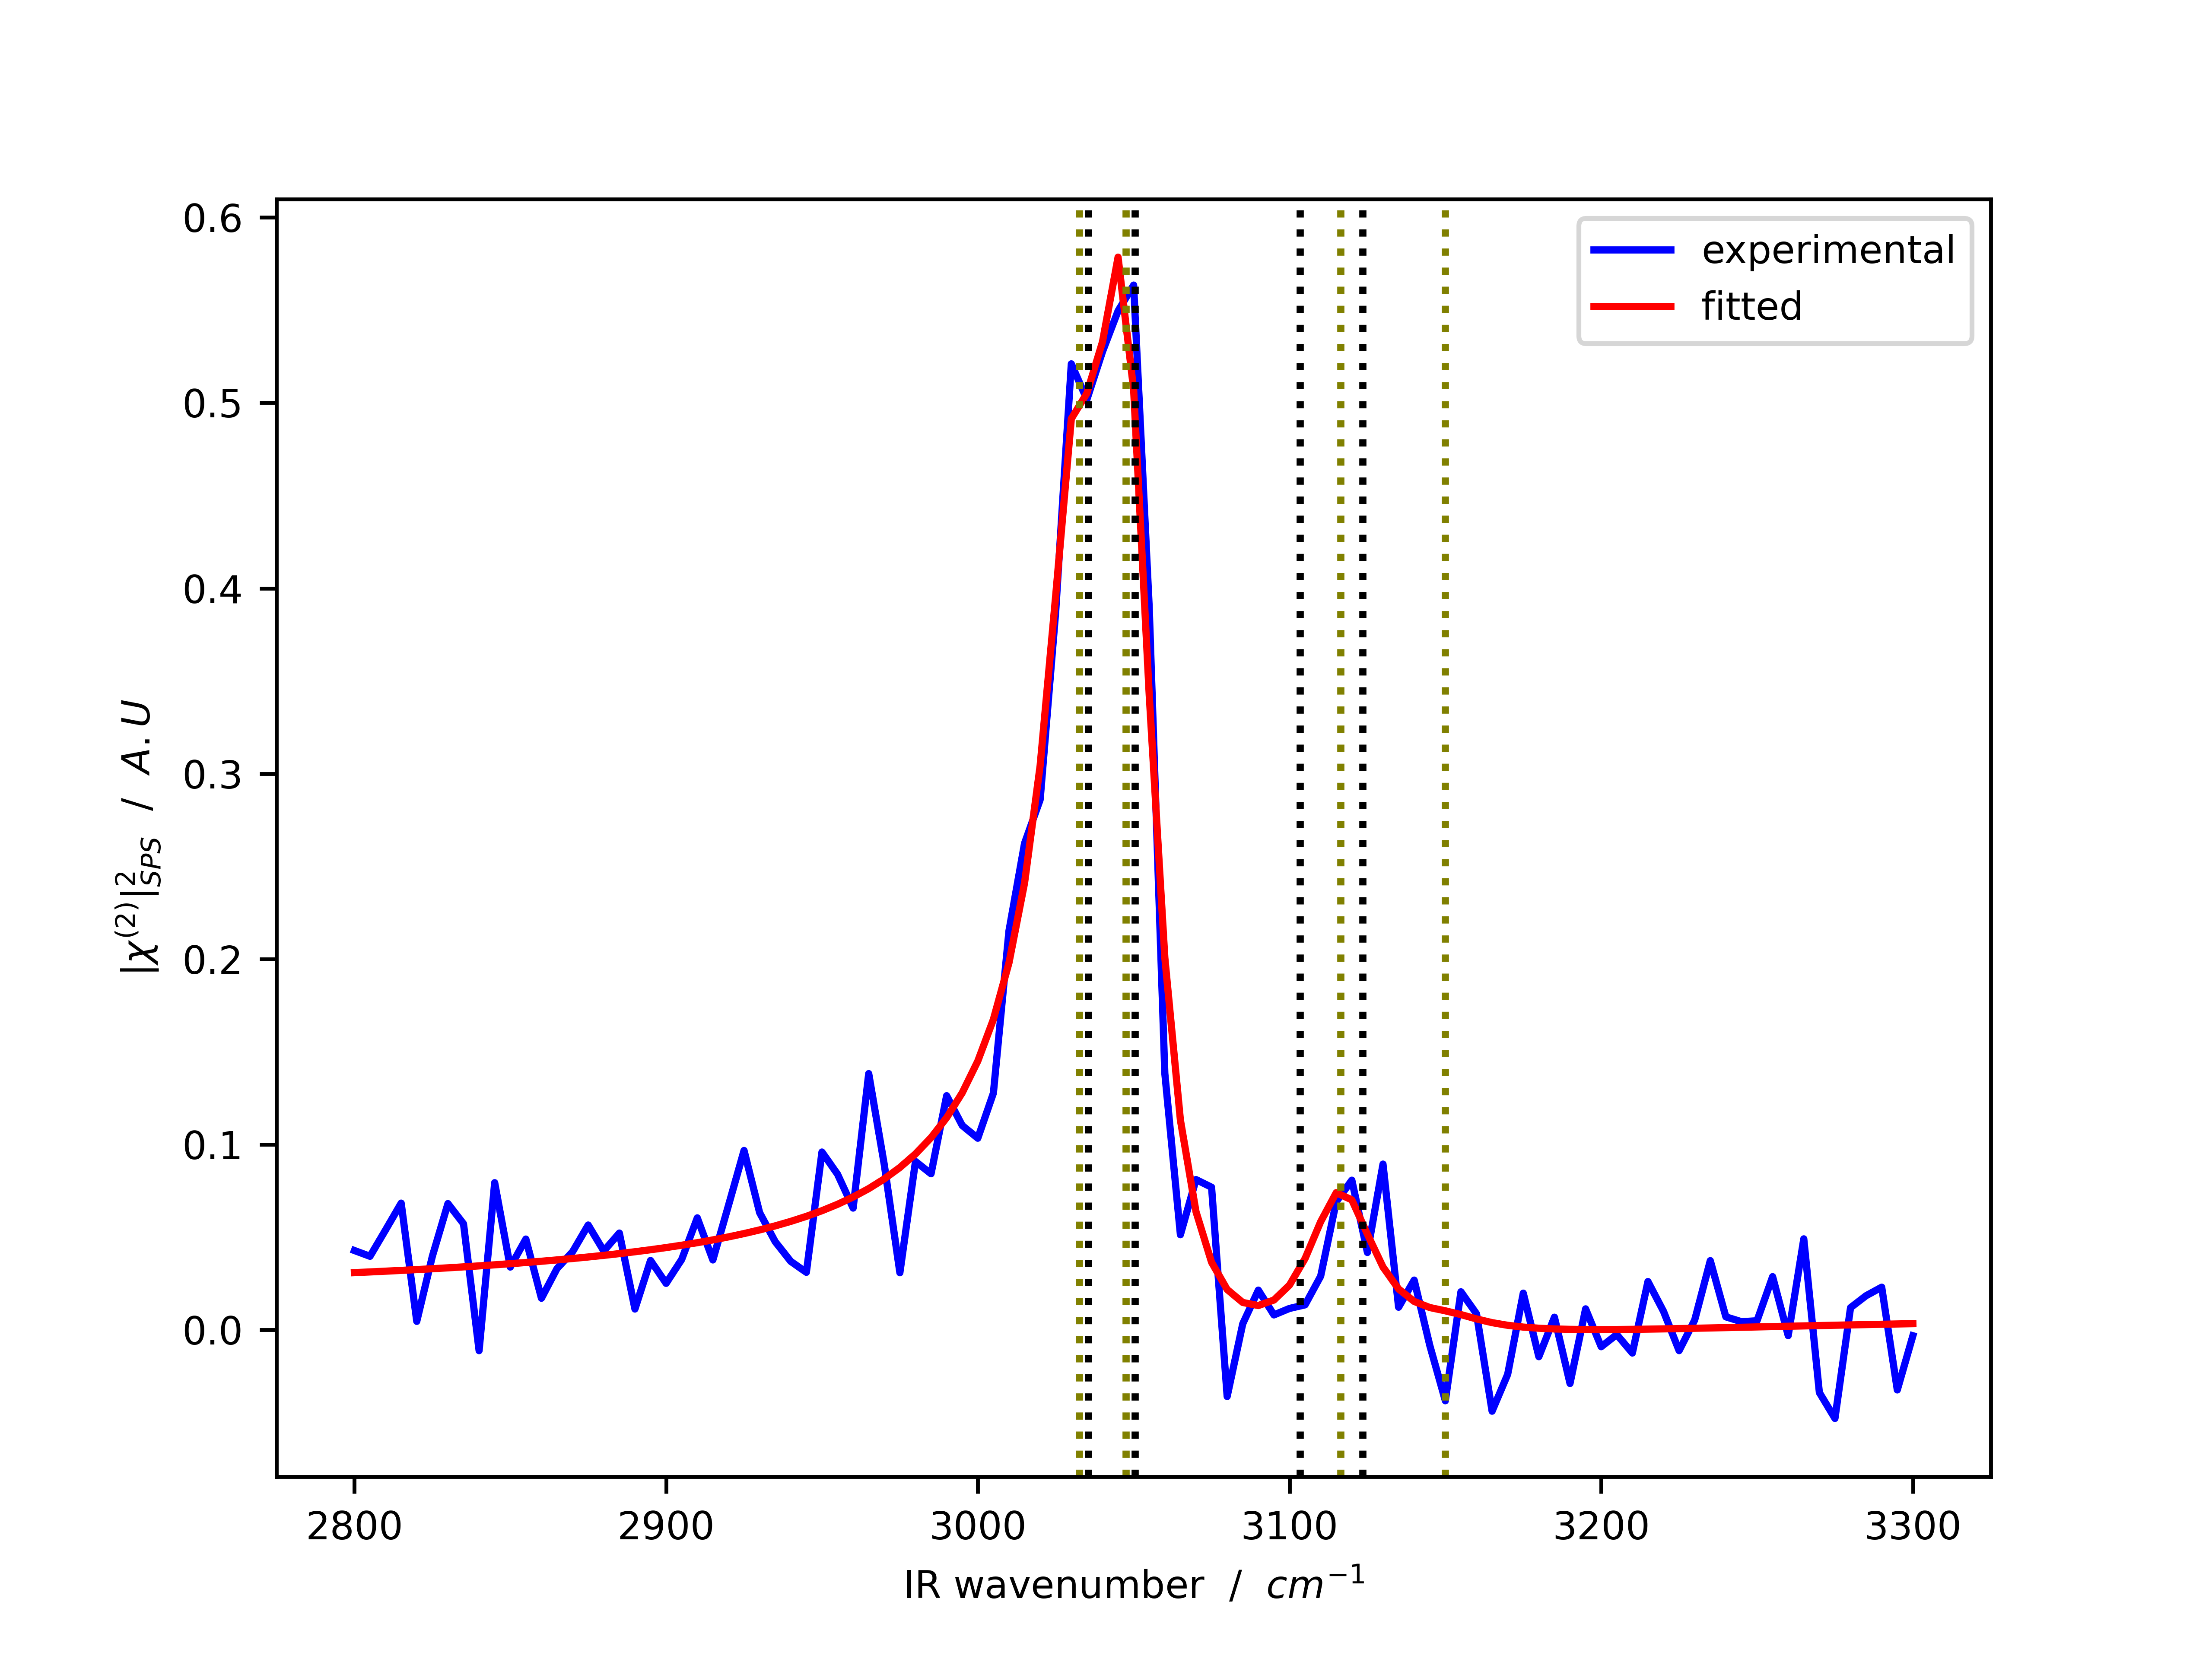 experimental
fitted
0.6
0.5
0.4
0.3
0.2
0.1
0.0
|χ^(2)|²_SPS / A.U
2800 2900 3000 3100 3200 3300
IR wavenumber / cm⁻¹